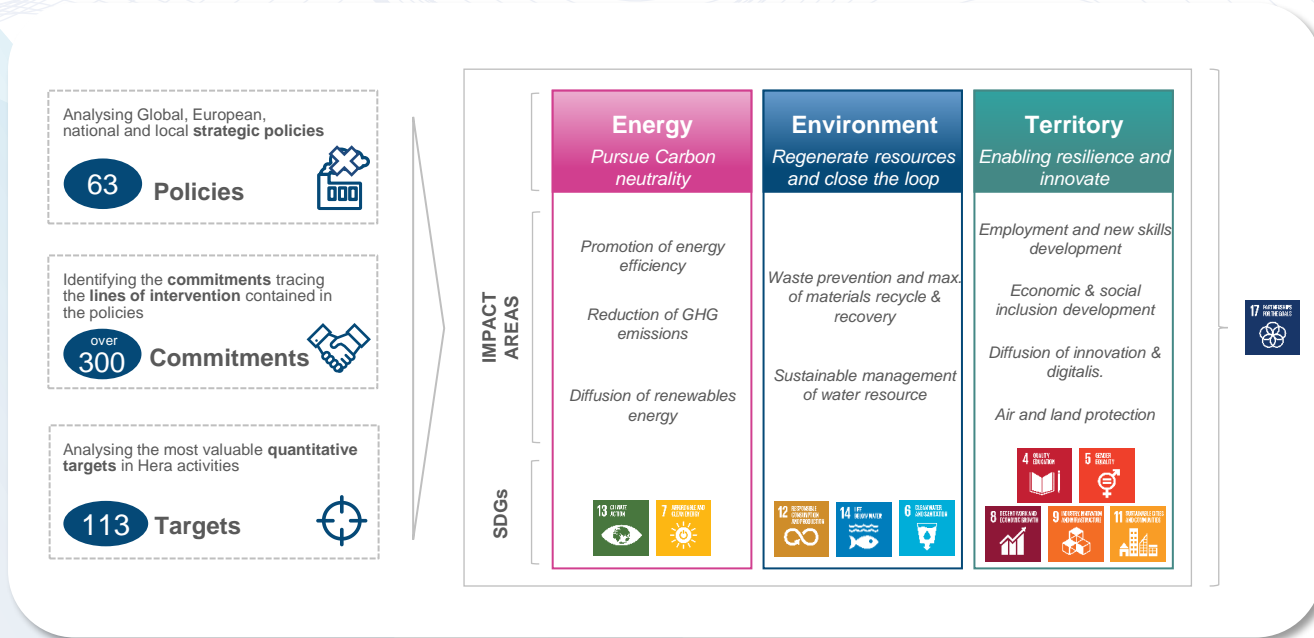 Analysing Global, European,
national and local strategic policies
63
Policies
Identifying the commitments tracing
the lines of intervention contained in
the policies
over
300
Commitments
Analysing the most valuable quantitative
targets in Hera activities
113
Targets
IMPACT
AREAS
SDGs
Energy
Pursue Carbon
neutrality
Promotion of energy
efficiency
Reduction of GHG
emissions
Diffusion of renewables
energy
13 CLIMATE
ACTION
7 AFFORDABLE AND
CLEAN ENERGY
Environment
Regenerate resources
and close the loop
Waste prevention and max.
of materials recycle &
recovery
Sustainable management
of water resource
12 RESPONSIBLE
CONSUMPTION
AND PRODUCTION
14 LIFE
BELOW WATER
6 CLEAN WATER
AND SANITATION
Territory
Enabling resilience and
innovate
Employment and new skills
development
Economic & social
inclusion development
Diffusion of innovation &
digitalis.
Air and land protection
4 QUALITY
EDUCATION
5 GENDER
EQUALITY
8 DECENT WORK AND
ECONOMIC GROWTH
9 INDUSTRY, INNOVATION
AND INFRASTRUCTURE
11 SUSTAINABLE CITIES
AND COMMUNITIES
17 PARTNERSHIPS
FOR THE GOALS